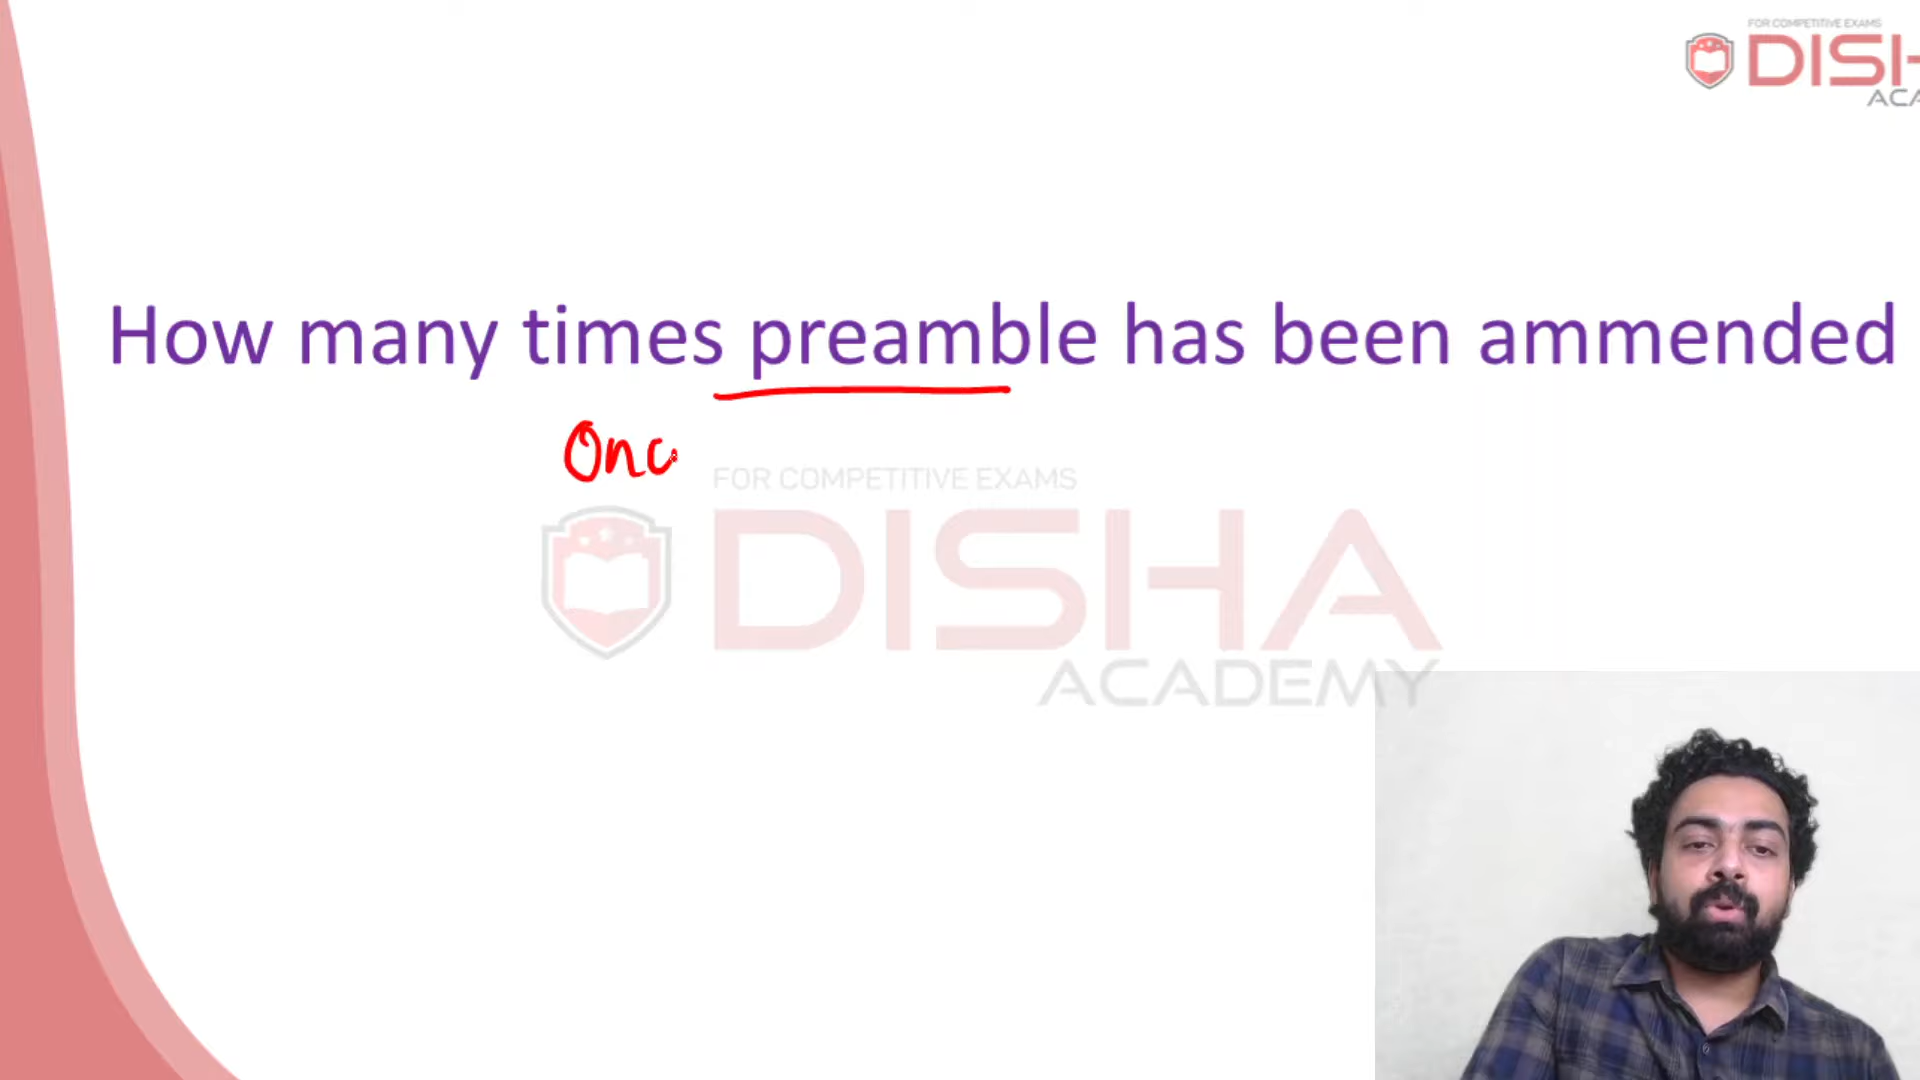 FOR COMPETITIVE EXAMS
DISH
ACA
How many times preamble has been ammended
Onc
FOR COMPETITIVE EXAMS
DISHA
ACADEMY